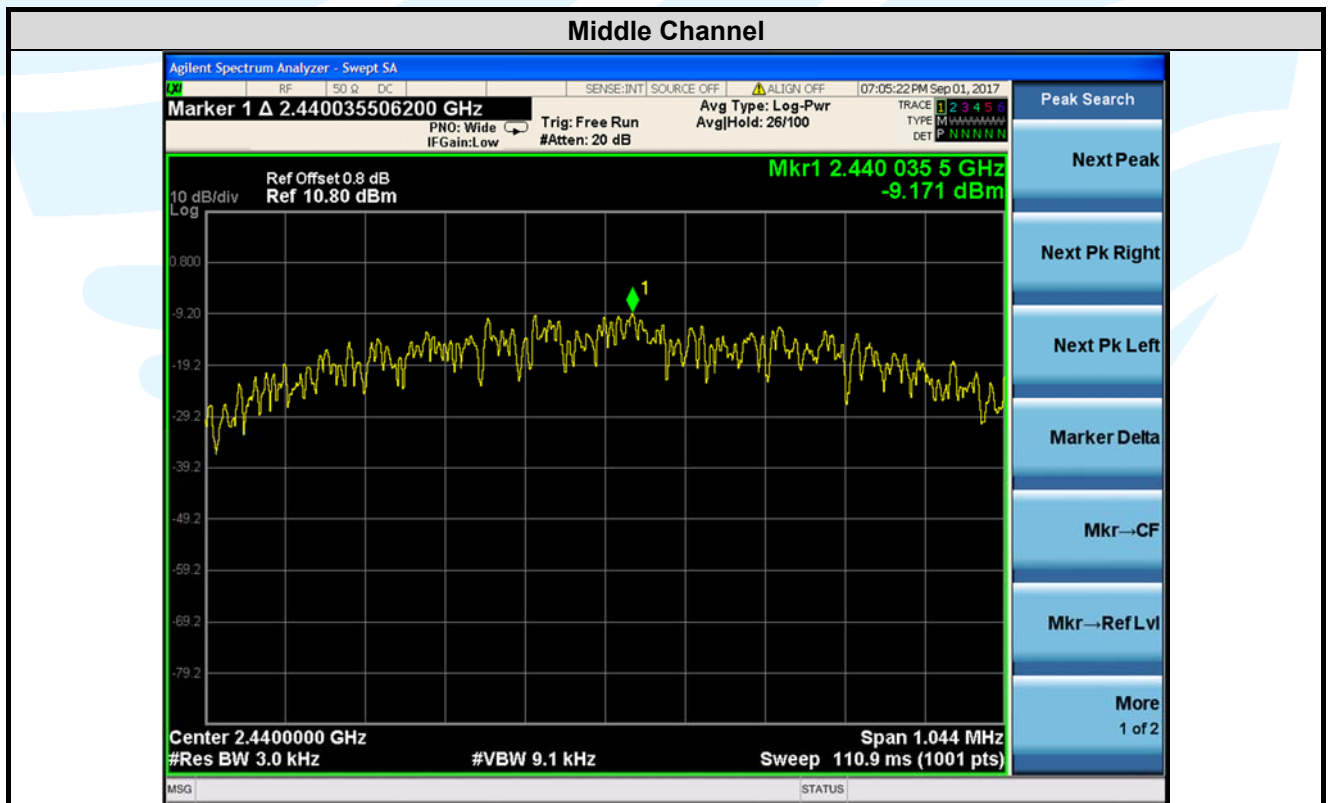 Middle Channel
Agilent Spectrum Analyzer - Swept SA
LXI RF 50 Ω DC SENSE:INT SOURCE OFF ALIGN OFF 07:05:22 PM Sep 01, 2017
Marker 1 Δ 2.440035506200 GHz
PNO: Wide
IFGain:Low
Trig: Free Run
#Atten: 20 dB
Avg Type: Log-Pwr
Avg|Hold: 26/100
TRACE 1 2 3 4 5 6
TYPE M WWWWW
DET P N N N N N
Peak Search
Next Peak
Next Pk Right
Next Pk Left
Marker Delta
Mkr→CF
Mkr→Ref Lvl
More
1 of 2
Mkr1 2.440 035 5 GHz
-9.171 dBm
Ref Offset 0.8 dB
10 dB/div Ref 10.80 dBm
Log
0.800
-9.20
-19.2
-29.2
-39.2
-49.2
-59.2
-69.2
-79.2
1
Center 2.4400000 GHz Span 1.044 MHz
#Res BW 3.0 kHz #VBW 9.1 kHz Sweep 110.9 ms (1001 pts)
MSG STATUS